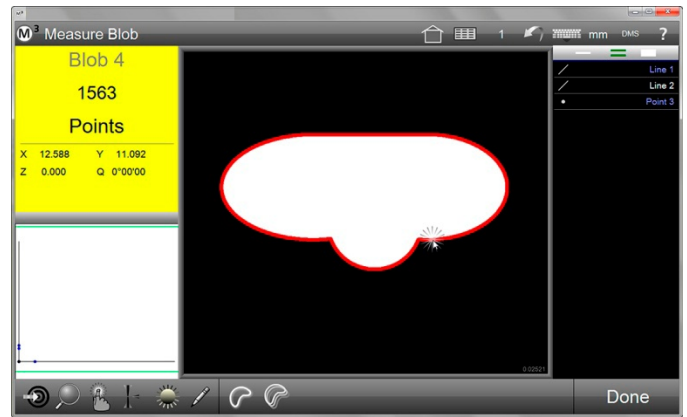 M3 Measure Blob
1 mm DMS ?
Blob 4
1563
Points
X 12.588 Y 11.092
Z 0.000 Q 0°00'00
Line 1
Line 2
Point 3
0.02521
Done